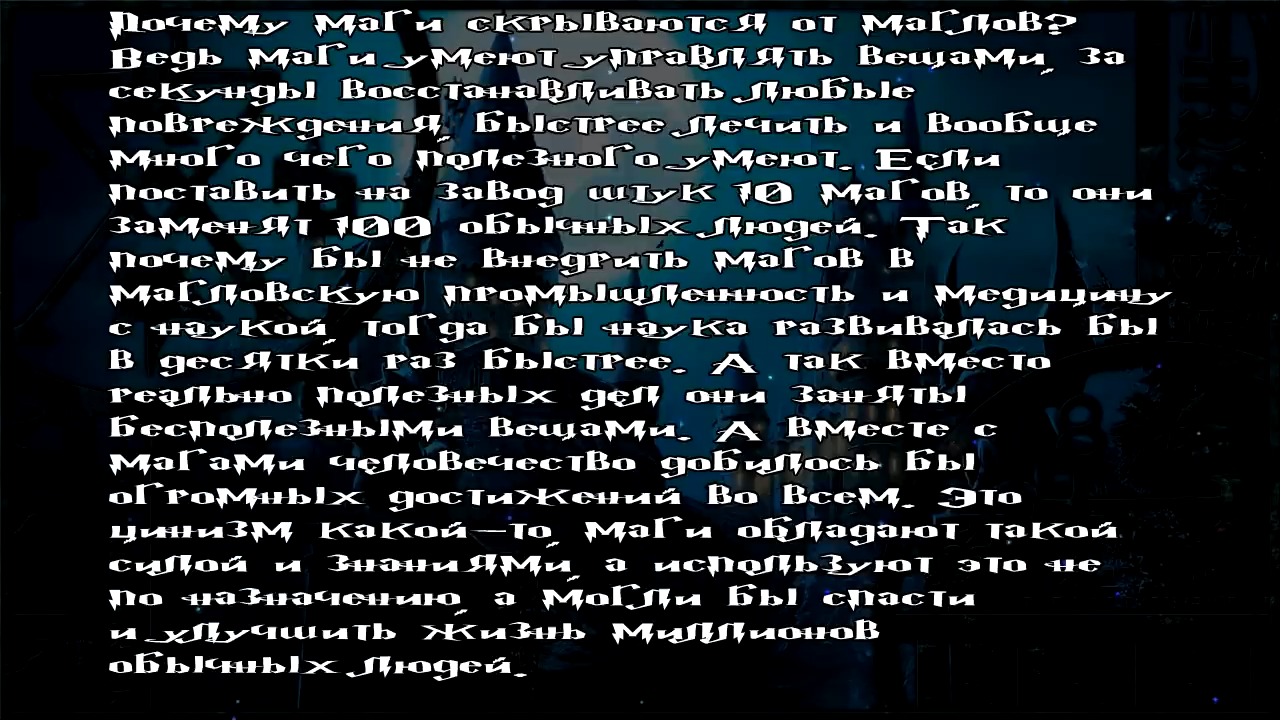 Почему маги скрываются от маглов?
Ведь маги умеют управлять вещами, за
секунды восстанавливать любые
повреждения, быстрее лечить и вообще
много чего полезного умеют. Если
поставить на завод штук 10 магов, то они
заменят 100 обычных людей. Так
почему бы не внедрить магов в
магловскую промышленность и медицину
с наукой, тогда бы наука развивалась бы
в десятки раз быстрее. А так вместо
реально полезных дел они заняты
бесполезными вещами. А вместе с
магами человечество добилось бы
огромных достижений во всем. Это
цинизм какой-то, маги обладают такой
силой и знаниями, а используют это не
по назначению, а могли бы спасти
и улучшить жизнь миллионов
обычных людей.